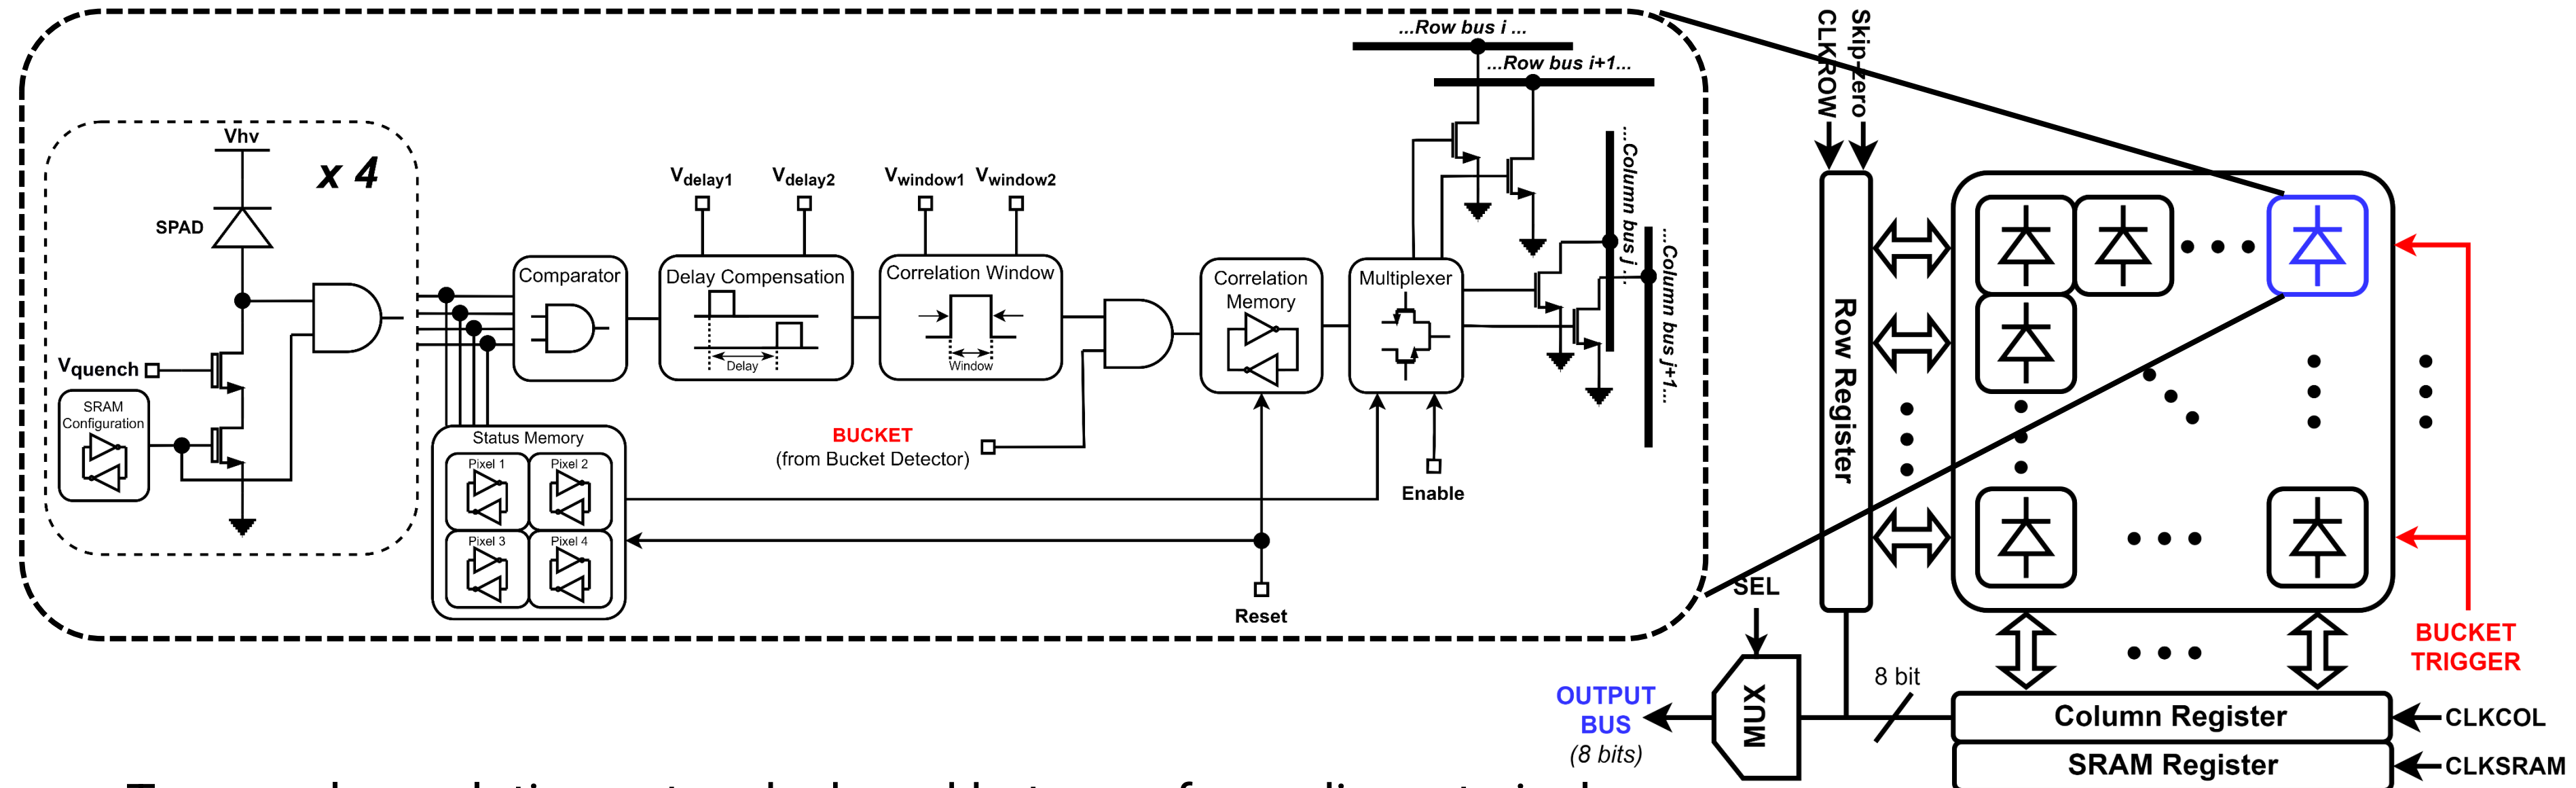 ...Row bus i ...
...Row bus i+1...
...Column bus j ...
...Column bus j+1...
Vhv
x 4
SPAD
Vquench
SRAM
Configuration
Comparator
Vdelay1
Vdelay2
Delay Compensation
Delay
Vwindow1
Vwindow2
Correlation Window
Window
Correlation
Memory
Multiplexer
Status Memory
Pixel 1
Pixel 2
Pixel 3
Pixel 4
BUCKET
(from Bucket Detector)
Enable
Reset
CLKROW
Skip-zero
Row Register
BUCKET
TRIGGER
SEL
MUX
OUTPUT
BUS
(8 bits)
8 bit
Column Register
CLKCOL
SRAM Register
CLKSRAM